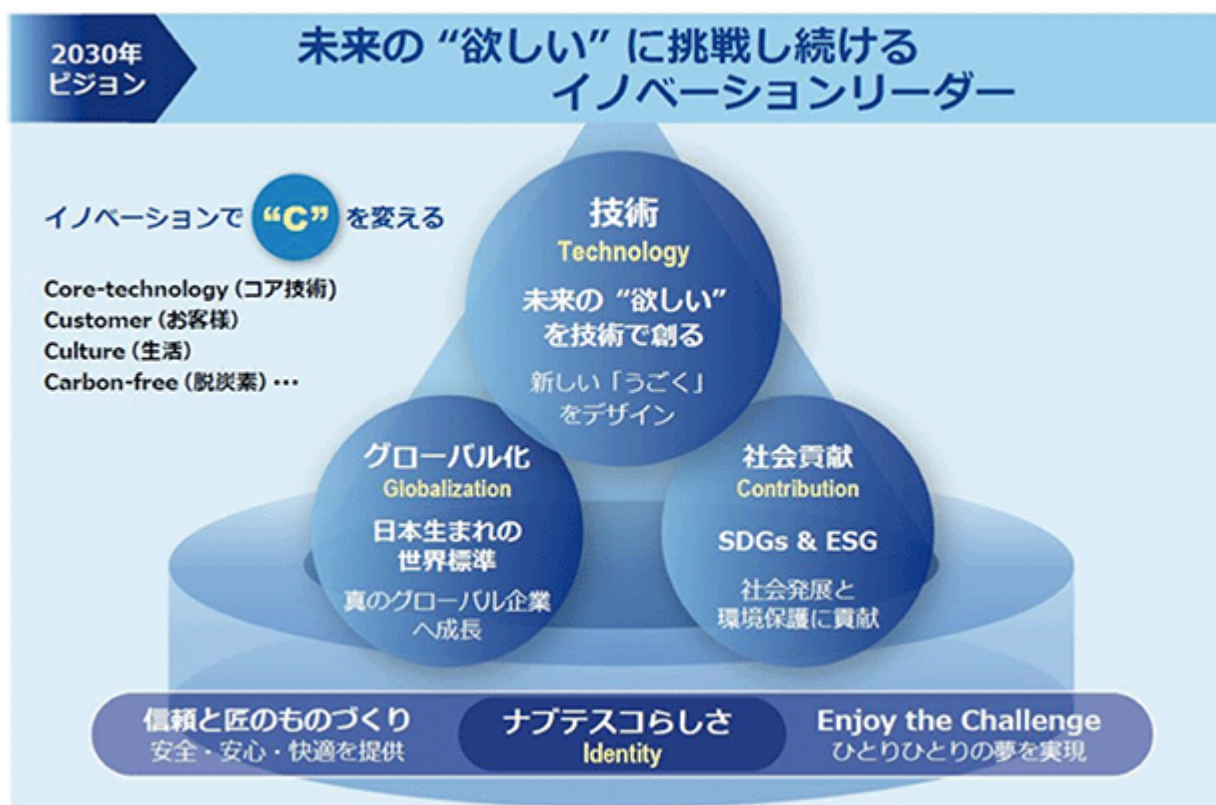 2030年
ビジョン
未来の “欲しい” に挑戦し続ける
イノベーションリーダー
イノベーションで “C” を変える
Core-technology (コア技術)
Customer (お客様)
Culture (生活)
Carbon-free (脱炭素) ･･･
技術
Technology
未来の “欲しい”
を技術で創る
新しい「うごく」
をデザイン
グローバル化
Globalization
日本生まれの
世界標準
真のグローバル企業
へ成長
社会貢献
Contribution
SDGs & ESG
社会発展と
環境保護に貢献
信頼と匠のものづくり
安全・安心・快適を提供
ナブテスコらしさ
Identity
Enjoy the Challenge
ひとりひとりの夢を実現